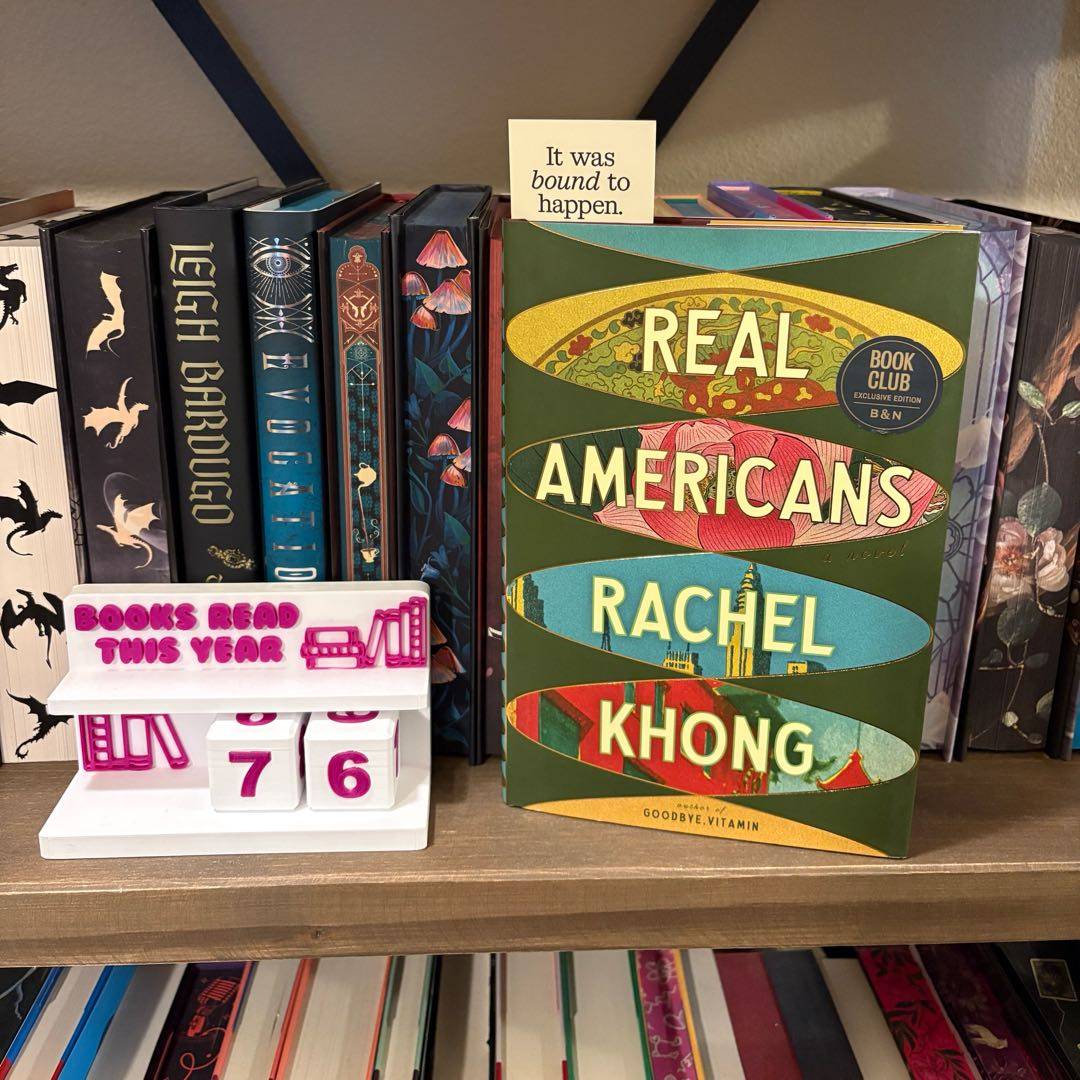 It was
bound to
happen.
LEIGH BARDUGO
REAL
AMERICANS
a novel
RACHEL
KHONG
author of
GOODBYE, VITAMIN
BOOK
CLUB
EXCLUSIVE EDITION
B&N
BOOKS READ
THIS YEAR
7 6